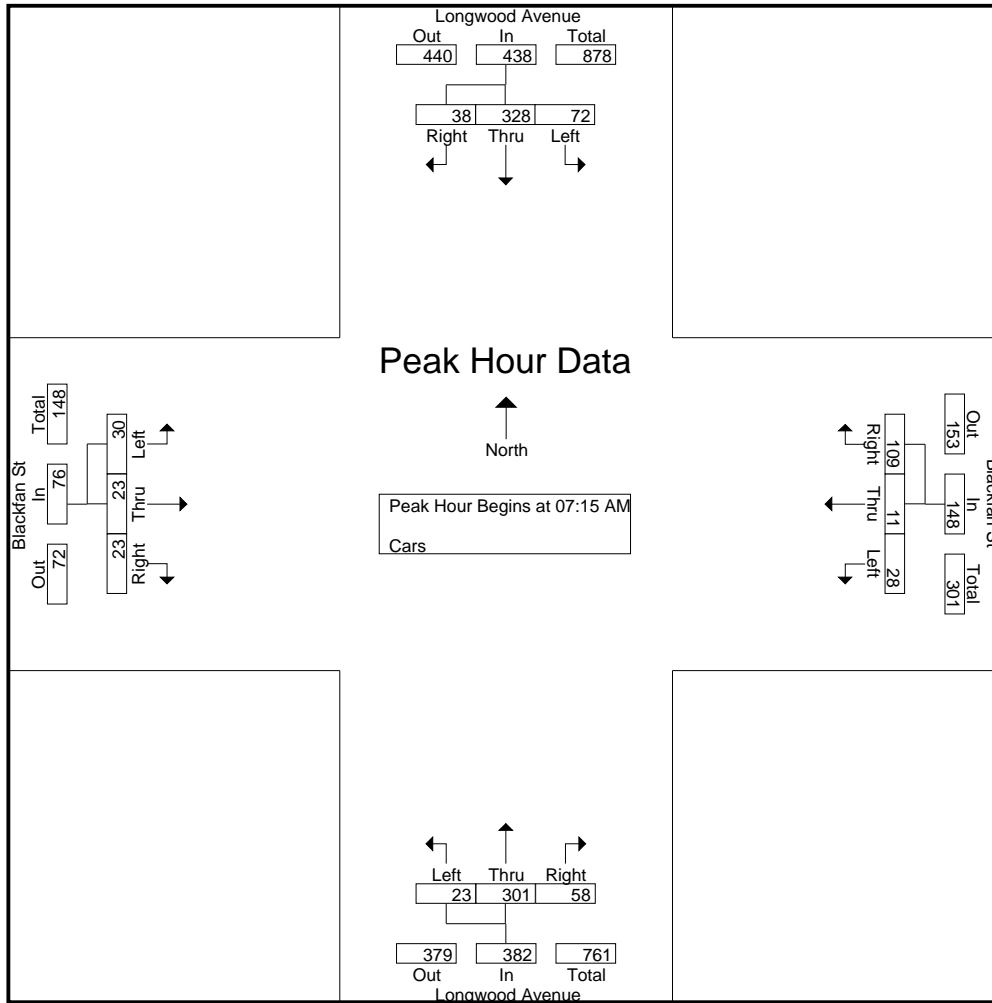 Longwood Avenue
Out In Total
440 438 878
38 328 72
Right Thru Left
Peak Hour Data
North
Peak Hour Begins at 07:15 AM
Cars
Blackfan St
Total In Out
148 76 72
30 23 23
Left Thru Right
Right Thru Left
109 11 28
153 148 301
Out In Total
Blackfan St
Left Thru Right
23 301 58
379 382 761
Out In Total
Longwood Avenue